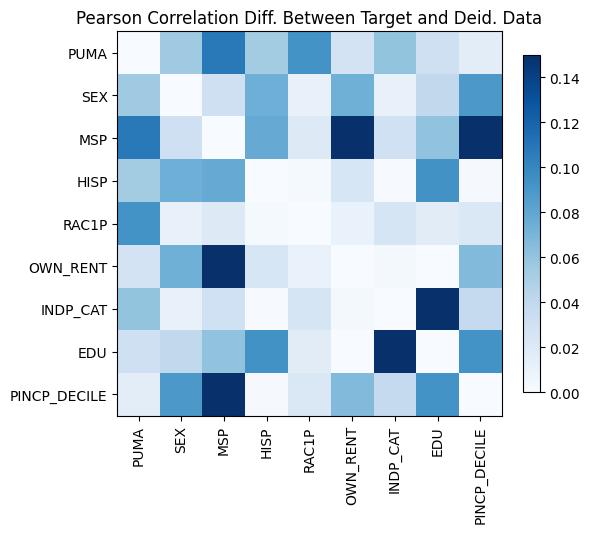 Pearson Correlation Diff. Between Target and Deid. Data
PUMA
SEX
MSP
HISP
RAC1P
OWN_RENT
INDP_CAT
EDU
PINCP_DECILE
PUMA
SEX
MSP
HISP
RAC1P
OWN_RENT
INDP_CAT
EDU
PINCP_DECILE
0.14
0.12
0.10
0.08
0.06
0.04
0.02
0.00